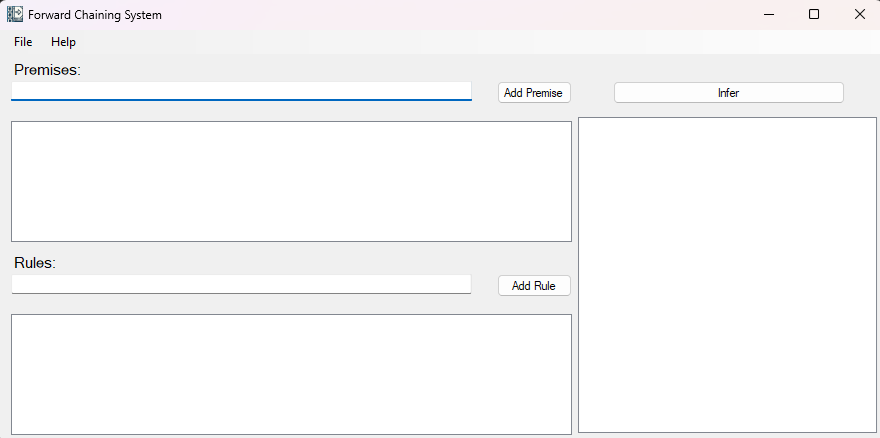 Forward Chaining System
File Help
Premises:
Add Premise
Infer
Rules:
Add Rule